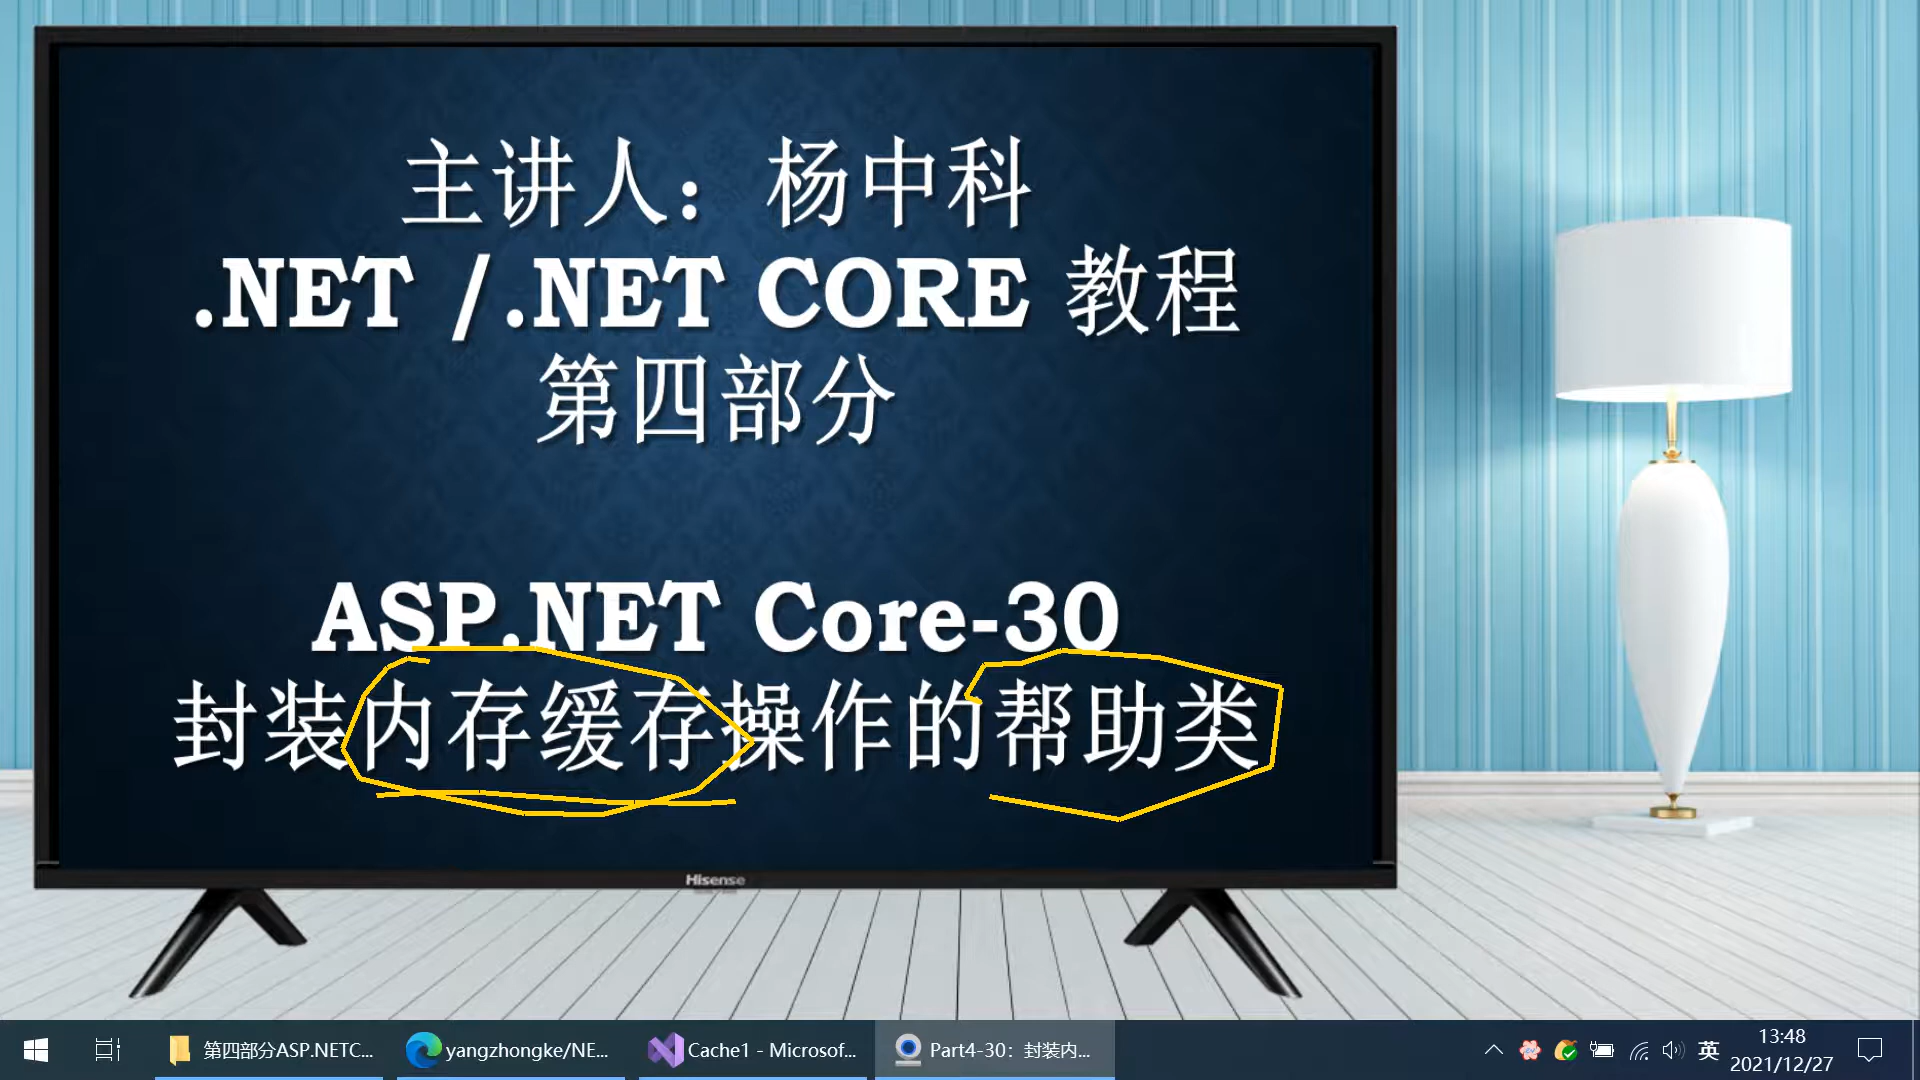 主讲人：杨中科
.NET /.NET CORE 教程
第四部分
ASP.NET Core-30
封装内存缓存操作的帮助类
Hisense
第四部分ASP.NETC...
yangzhongke/NE...
Cache1 - Microsof...
Part4-30：封装内...
英
13:48
2021/12/27